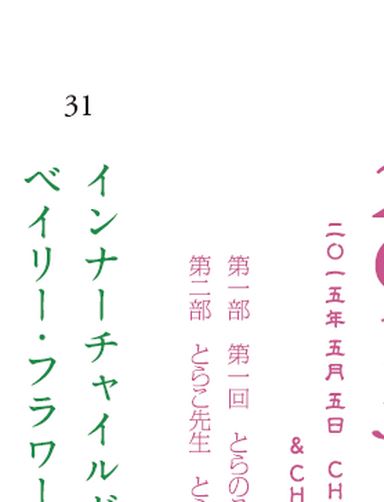 二〇一五年五月五日 CH
& CH
第一部 第一回 とらの
第二部 とらこ先生 と
31
インナーチャイルド
ベイリー・フラワー